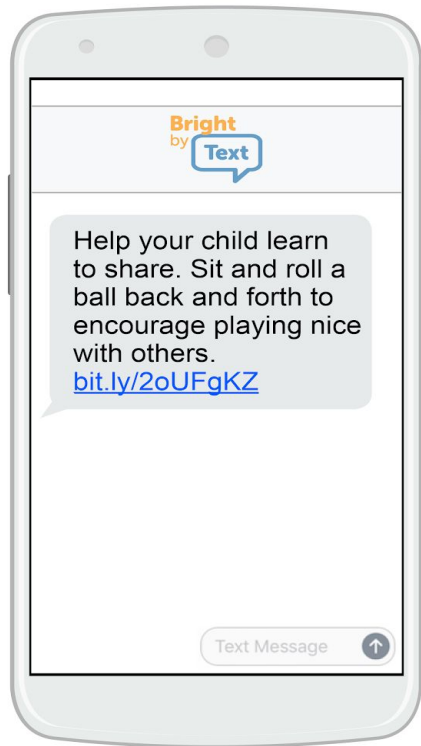 Bright
by Text
Help your child learn
to share. Sit and roll a
ball back and forth to
encourage playing nice
with others.
bit.ly/2oUFgKZ
Text Message